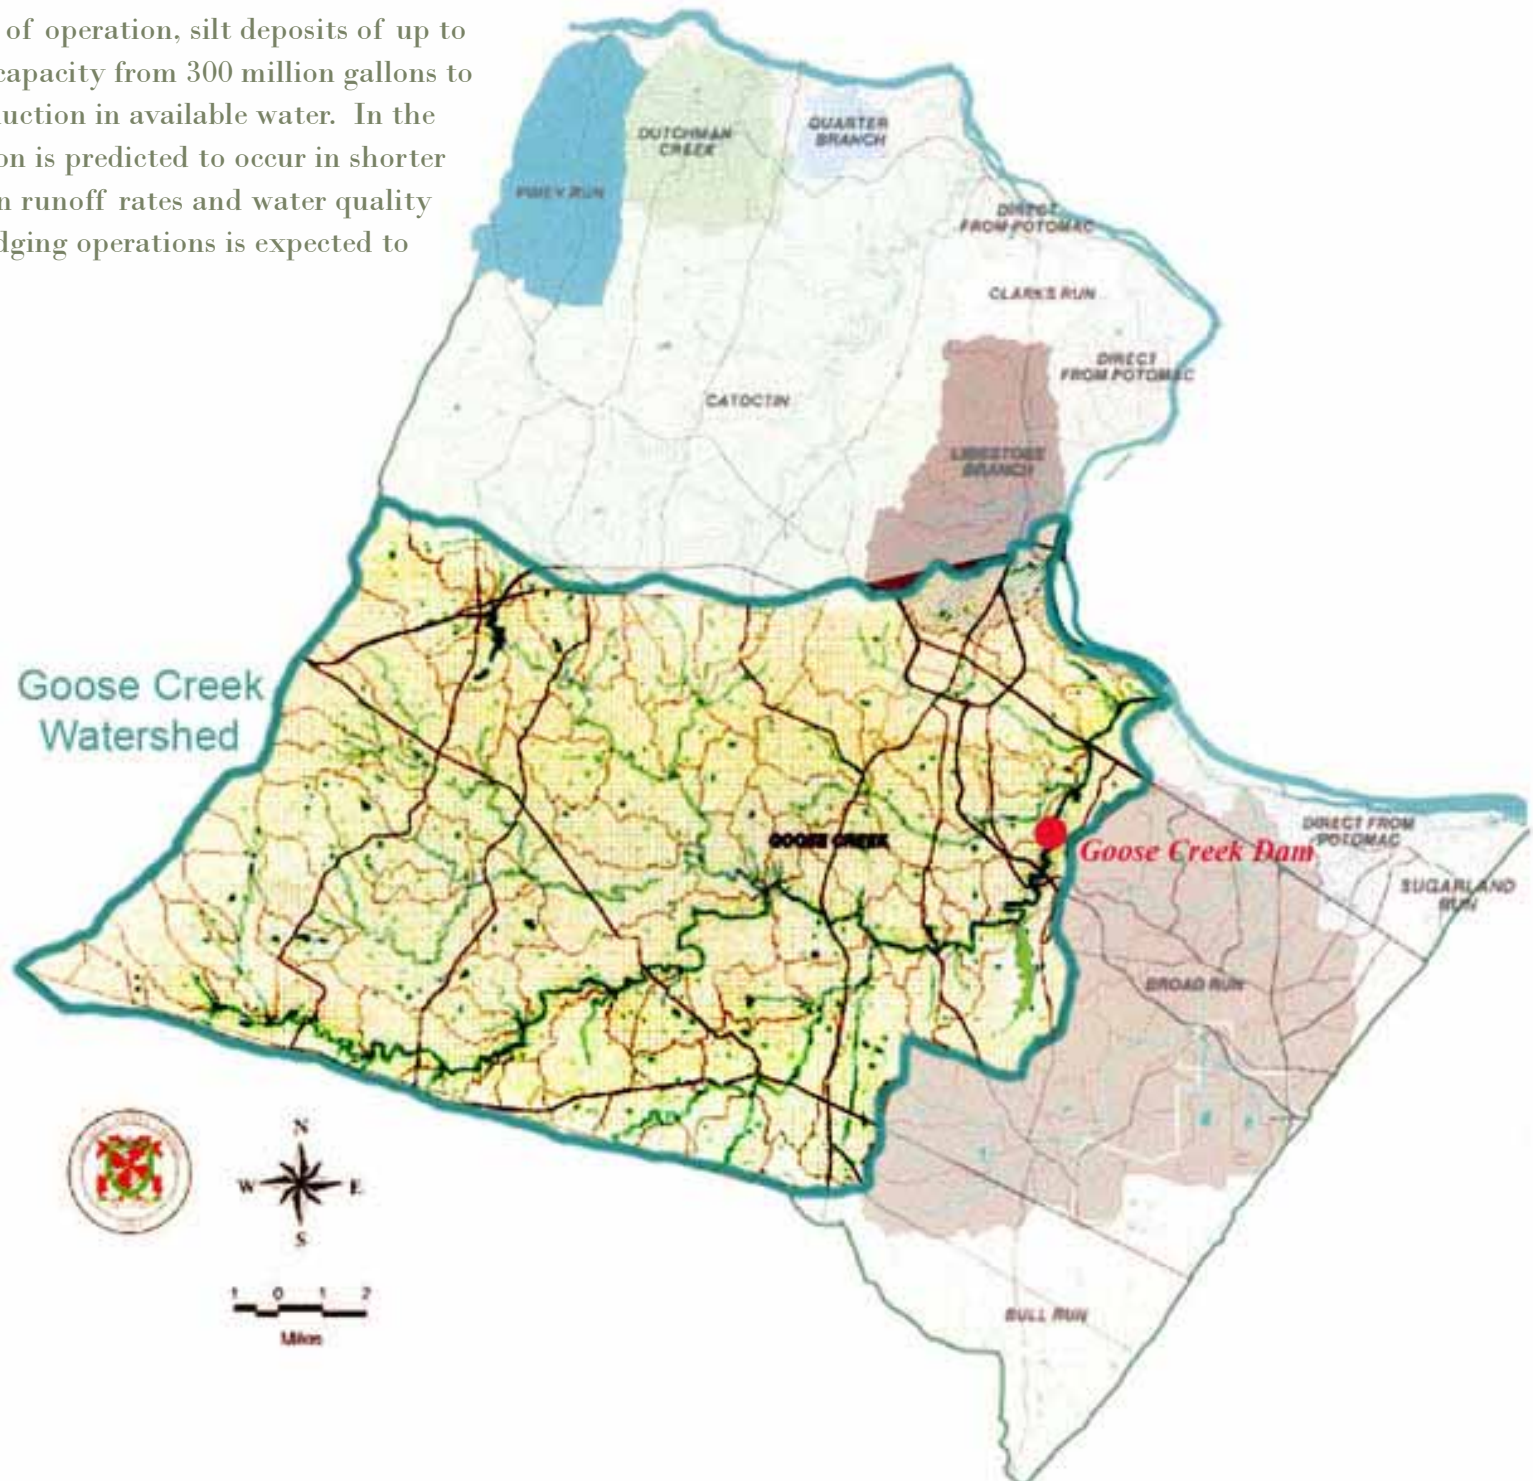 of operation, silt deposits of up to
capacity from 300 million gallons to
uction in available water. In the
on is predicted to occur in shorter
n runoff rates and water quality
dging operations is expected to
DUTCHMAN
CREEK
QUARTER
BRANCH
PINEY RUN
DIRECT
FROM POTOMAC
CLARKS RUN
DIRECT
FROM POTOMAC
CATOCTIN
LIMESTONE
BRANCH
Goose Creek
Watershed
GOOSE CREEK
Goose Creek Dam
DIRECT FROM
POTOMAC
SUGARLAND
RUN
BROAD RUN
N
W E
S
1 0 1 2
Miles
BULL RUN